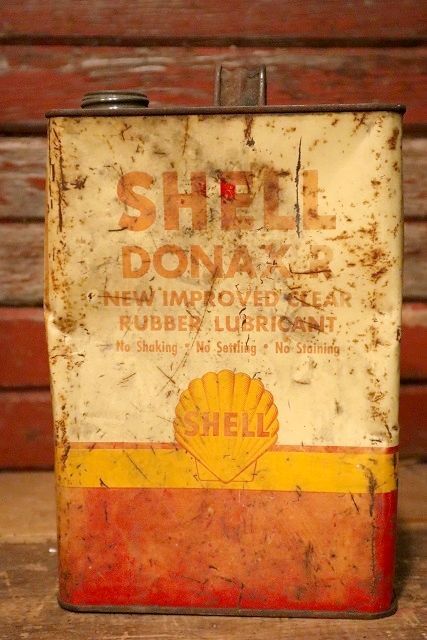 SHELL
DONAX R
NEW IMPROVED CLEAR
RUBBER LUBRICANT
No Shaking • No Settling • No Staining
SHELL